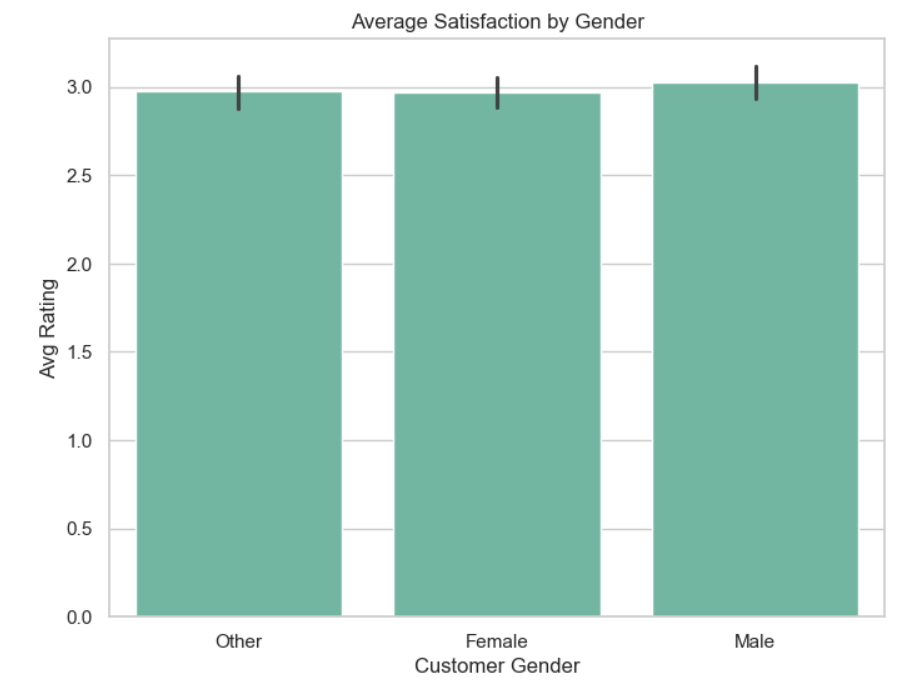 Average Satisfaction by Gender
Avg Rating
3.0
2.5
2.0
1.5
1.0
0.5
0.0
Other
Female
Male
Customer Gender